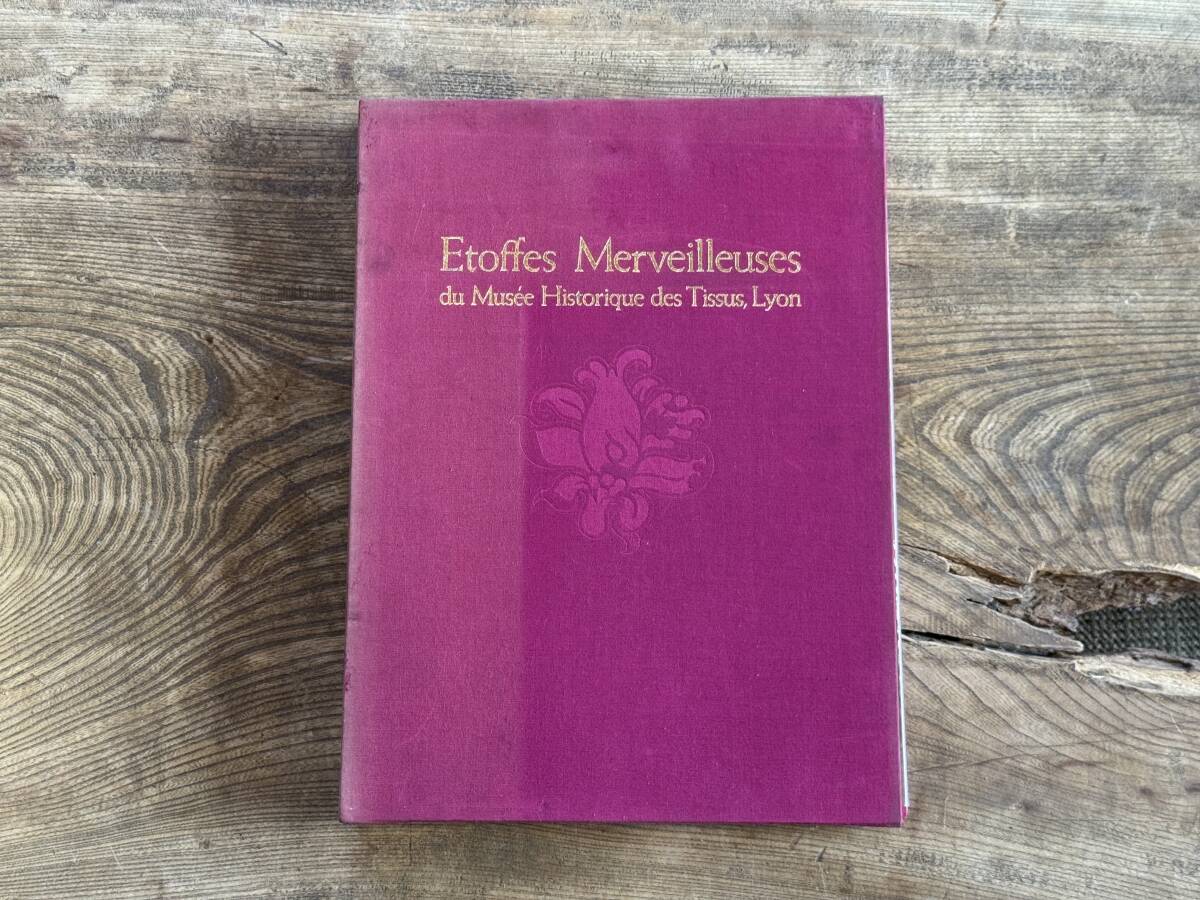 Etoffes Merveilleuses
du Musée Historique des Tissus, Lyon